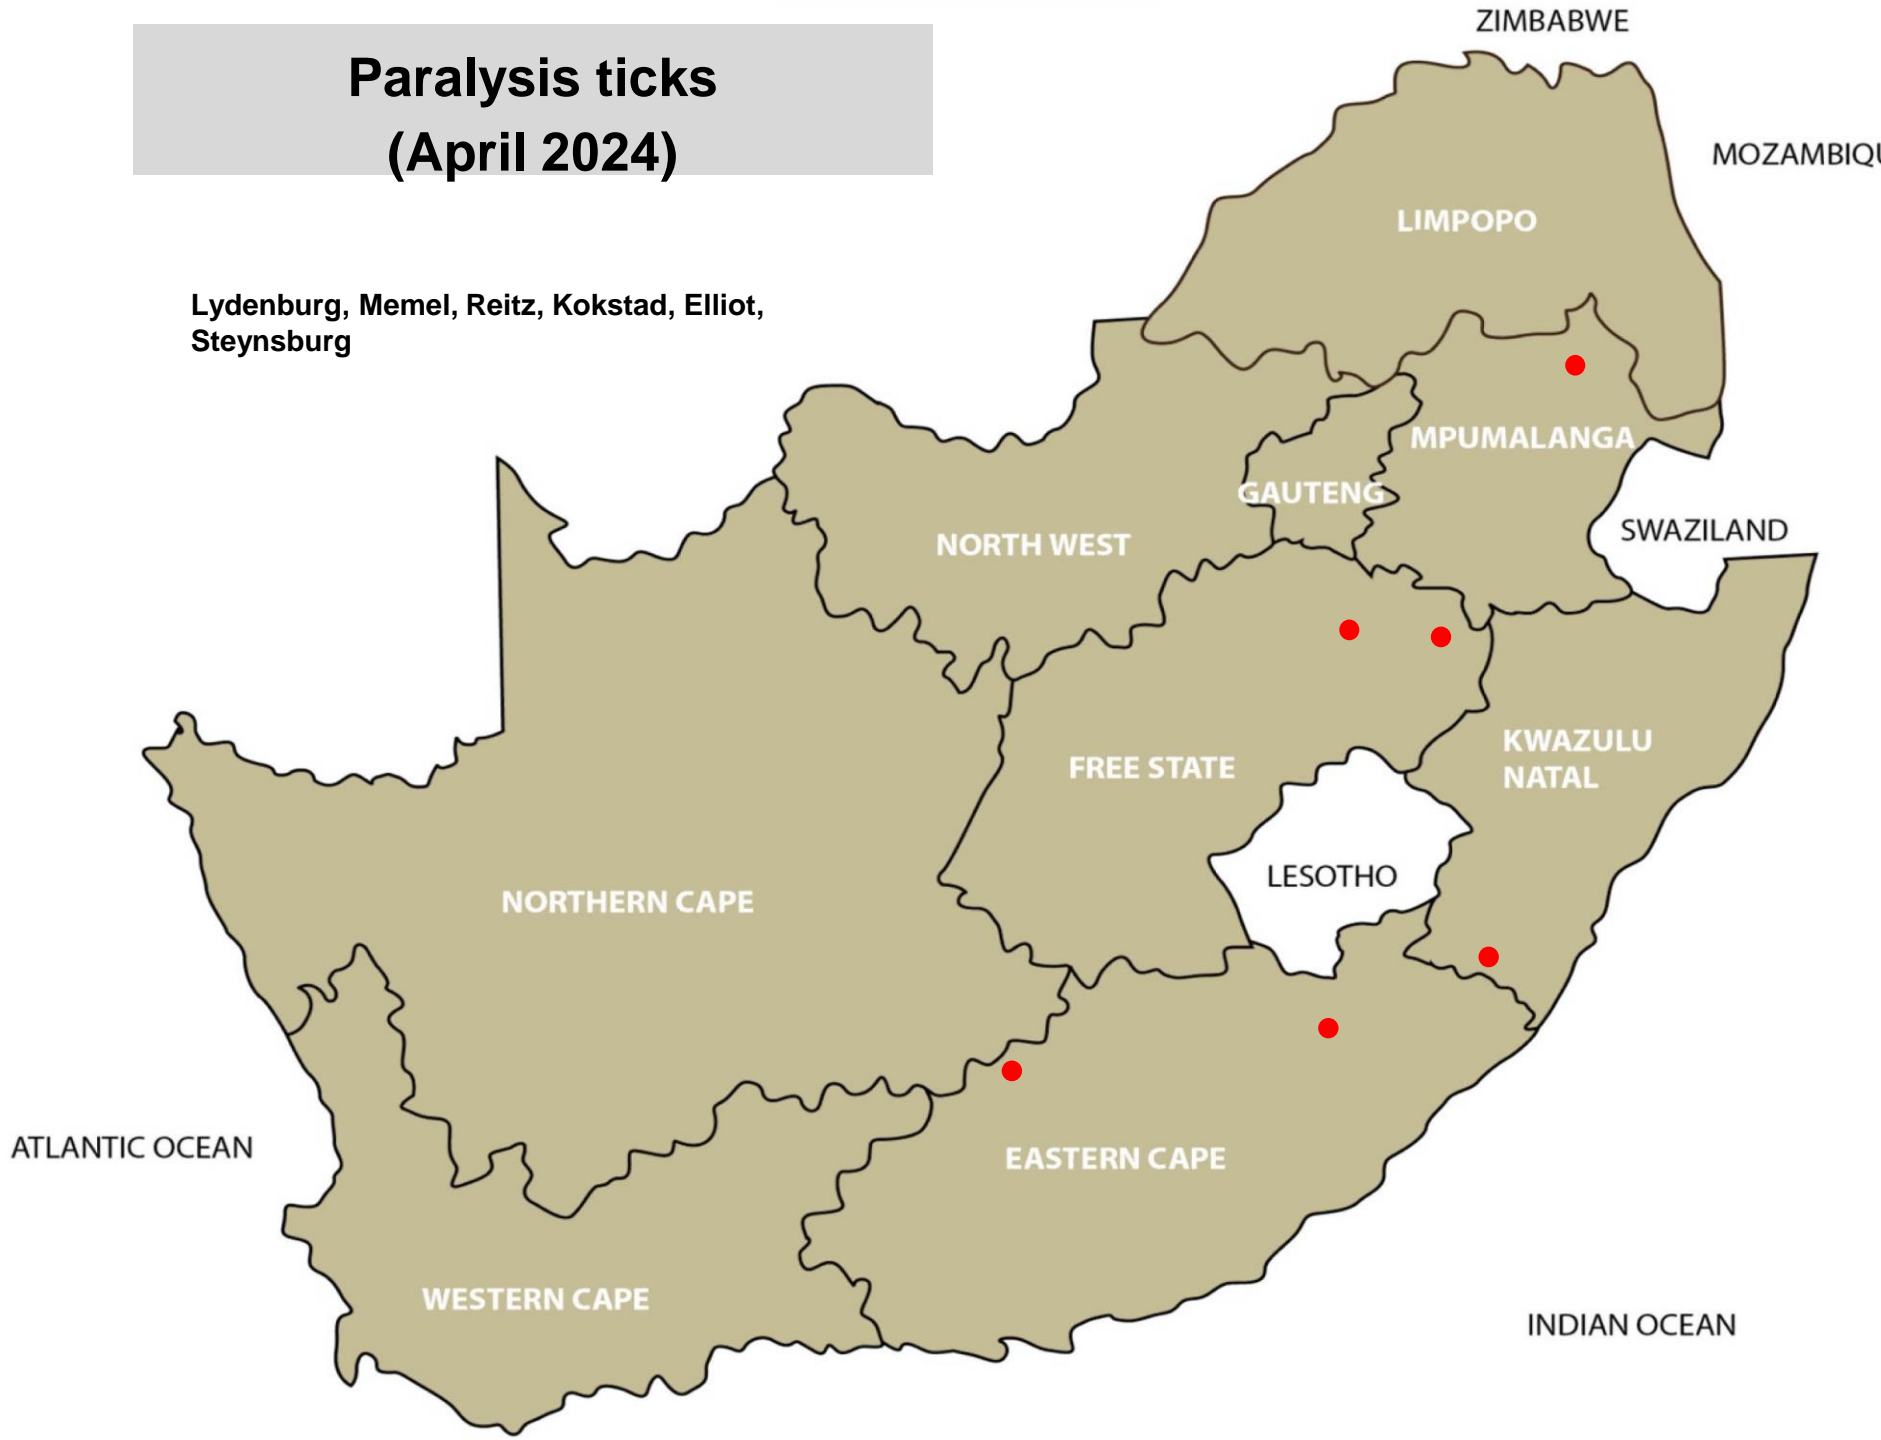 Paralysis ticks
(April 2024)
Lydenburg, Memel, Reitz, Kokstad, Elliot,
Steynsburg
ZIMBABWE
MOZAMBIQU
LIMPOPO
MPUMALANGA
GAUTENG
NORTH WEST
SWAZILAND
KWAZULU
NATAL
FREE STATE
LESOTHO
NORTHERN CAPE
ATLANTIC OCEAN
EASTERN CAPE
WESTERN CAPE
INDIAN OCEAN